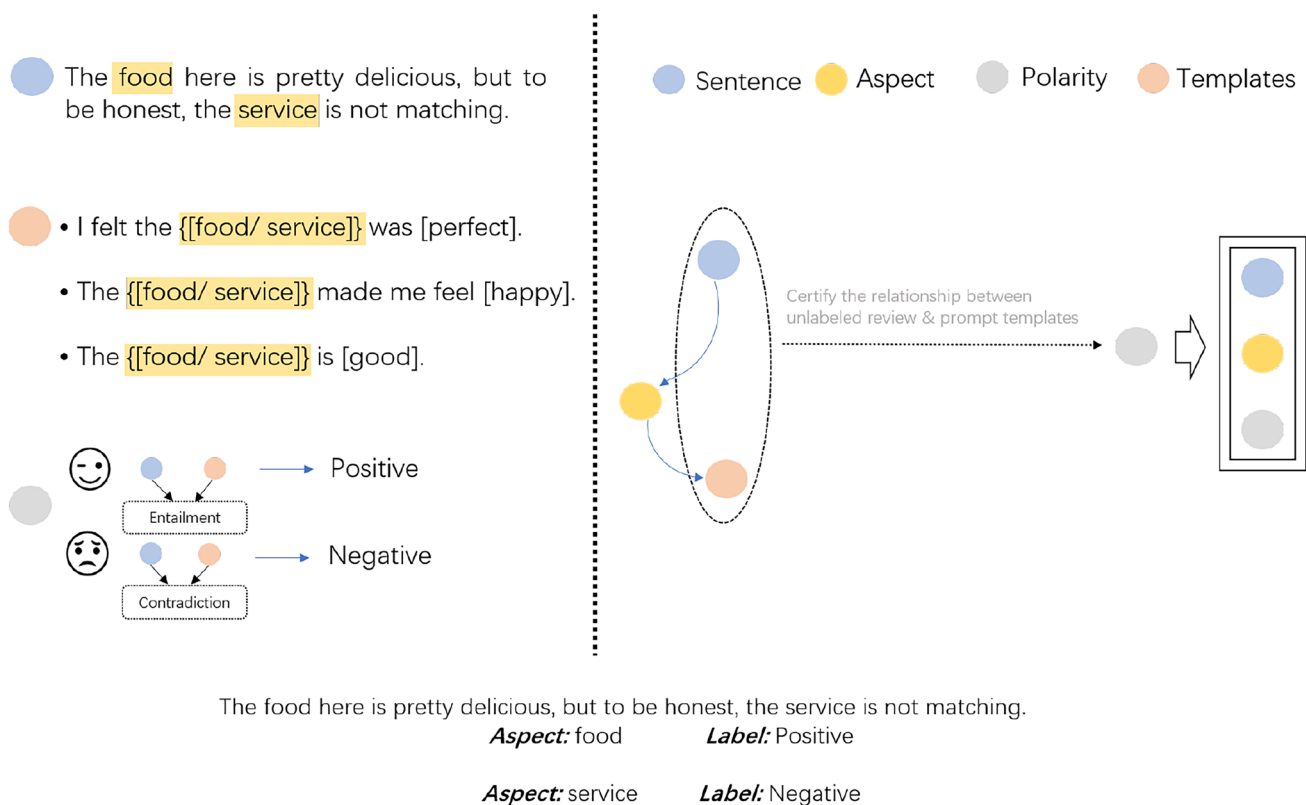 The food here is pretty delicious, but to
be honest, the service is not matching.
• I felt the {[food/ service]} was [perfect].
• The {[food/ service]} made me feel [happy].
• The {[food/ service]} is [good].
Positive
Entailment
Negative
Contradiction
Sentence Aspect Polarity Templates
Certify the relationship between
unlabeled review & prompt templates
The food here is pretty delicious, but to be honest, the service is not matching.
Aspect: food Label: Positive
Aspect: service Label: Negative